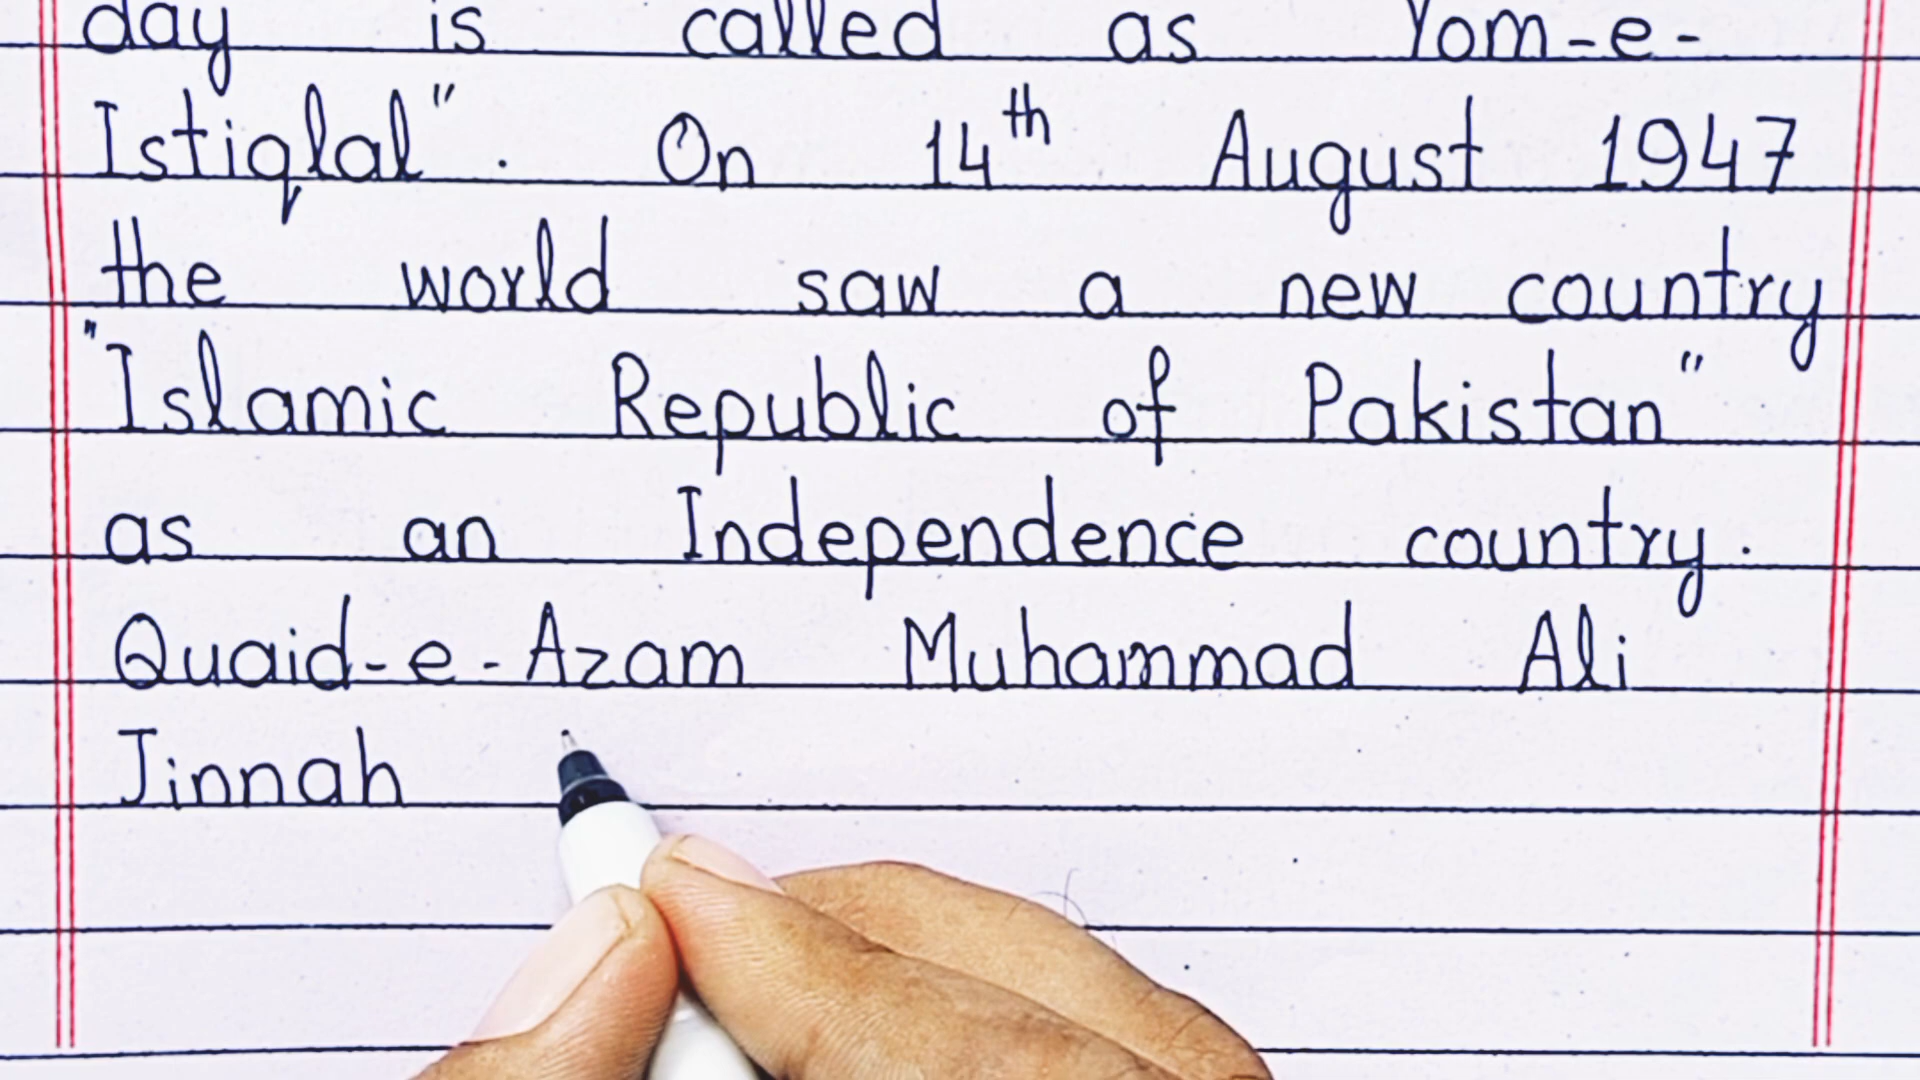 day is called as Yom-e-
Istiqlal". On 14th August 1947
the world saw a new country
"Islamic Republic of Pakistan"
as an Independence country.
Quaid-e-Azam Muhammad Ali
Jinnah